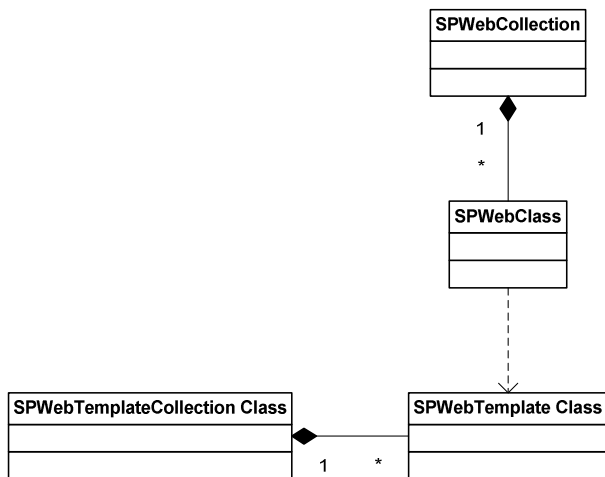 SPWebCollection
1
*
SPWebClass
SPWebTemplateCollection Class
SPWebTemplate Class
1 *